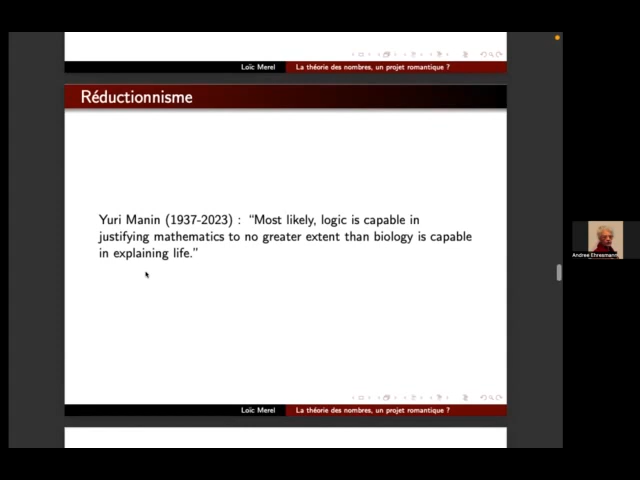 Loïc Merel La théorie des nombres, un projet romantique ?
Réductionnisme
Yuri Manin (1937-2023) : “Most likely, logic is capable in
justifying mathematics to no greater extent than biology is capable
in explaining life.”
Andree Ehresmann
Loïc Merel La théorie des nombres, un projet romantique ?